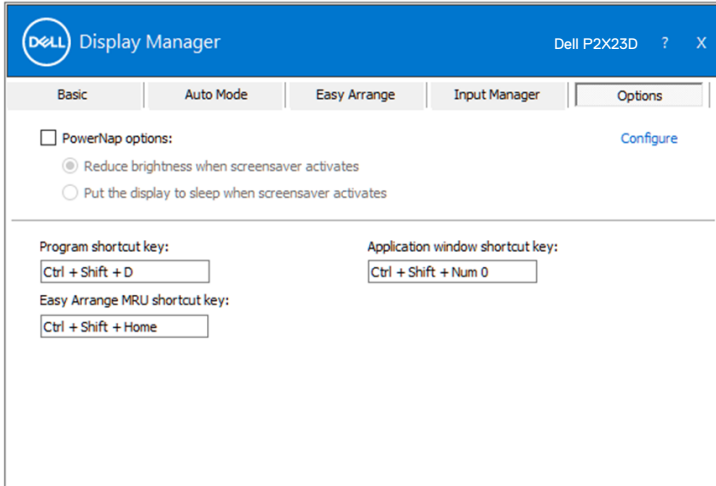 DELL Display Manager Dell P2X23D ? X
Basic Auto Mode Easy Arrange Input Manager Options
PowerNap options: Configure
Reduce brightness when screensaver activates
Put the display to sleep when screensaver activates
Program shortcut key: Application window shortcut key:
Ctrl + Shift + D Ctrl + Shift + Num 0
Easy Arrange MRU shortcut key:
Ctrl + Shift + Home